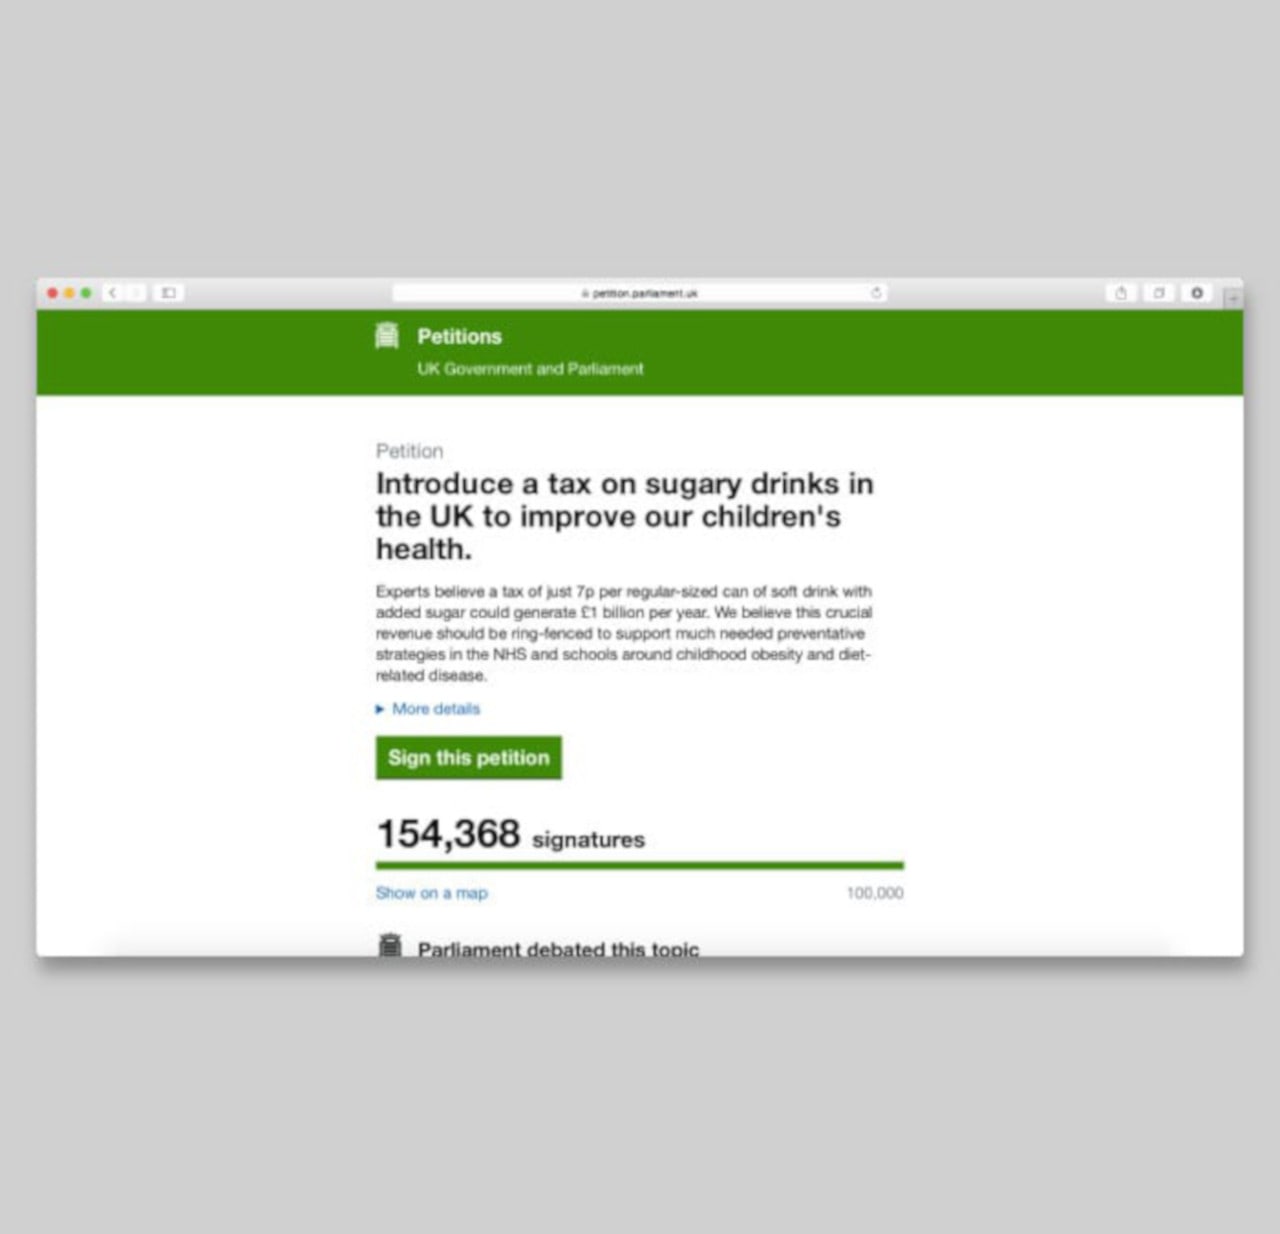 petition.parliament.uk
Petitions
UK Government and Parliament
Petition
Introduce a tax on sugary drinks in
the UK to improve our children's
health.
Experts believe a tax of just 7p per regular-sized can of soft drink with
added sugar could generate £1 billion per year. We believe this crucial
revenue should be ring-fenced to support much needed preventative
strategies in the NHS and schools around childhood obesity and diet-
related disease.
More details
Sign this petition
154,368 signatures
Show on a map 100,000
Parliament debated this topic